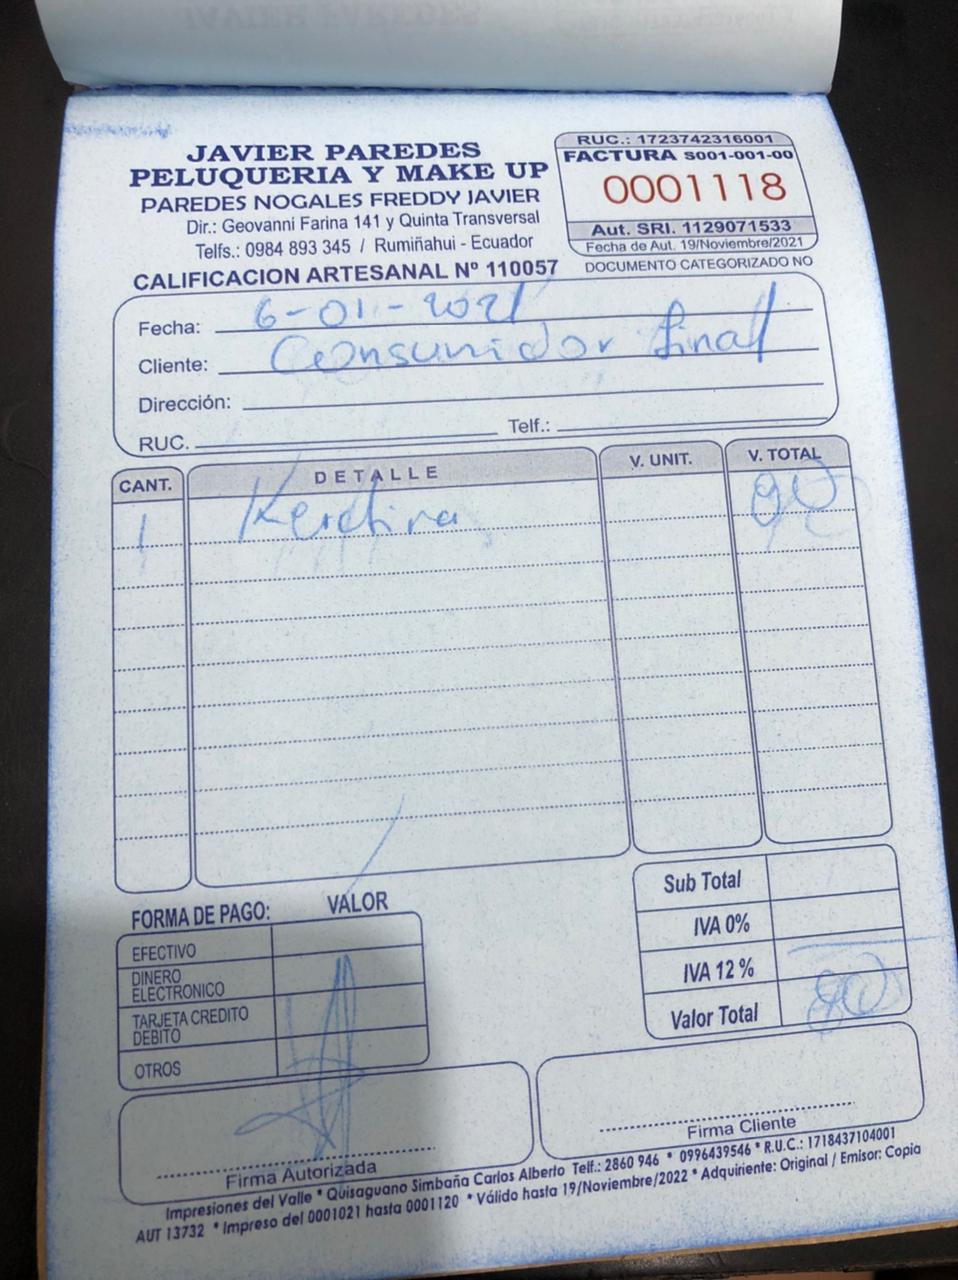 JAVIER PAREDES
PELUQUERIA Y MAKE UP
PAREDES NOGALES FREDDY JAVIER
Dir.: Geovanni Farina 141 y Quinta Transversal
Telfs.: 0984 893 345 / Rumiñahui - Ecuador
CALIFICACION ARTESANAL Nº 110057
RUC.: 1723742316001
FACTURA S001-001-00
0001118
Aut. SRI. 1129071533
Fecha de Aut. 19/Noviembre/2021
DOCUMENTO CATEGORIZADO NO
Fecha: 6-01-2021
Cliente: Consumidor final
Dirección:
RUC. Telf.:
CANT. DETALLE V. UNIT. V. TOTAL
1 90
FORMA DE PAGO: VALOR
EFECTIVO
DINERO
ELECTRONICO
TARJETA CREDITO
DEBITO
OTROS
Sub Total
IVA 0%
IVA 12 %
Valor Total 90
Firma Autorizada
Firma Cliente
Impresiones del Valle * Quisaguano Simbaña Carlos Alberto Telf.: 2860 946 * 0996439546 * R.U.C.: 1718437104001
AUT 13732 * Impreso del 0001021 hasta 0001120 * Válido hasta 19/Noviembre/2022 * Adquiriente: Original / Emisor: Copia